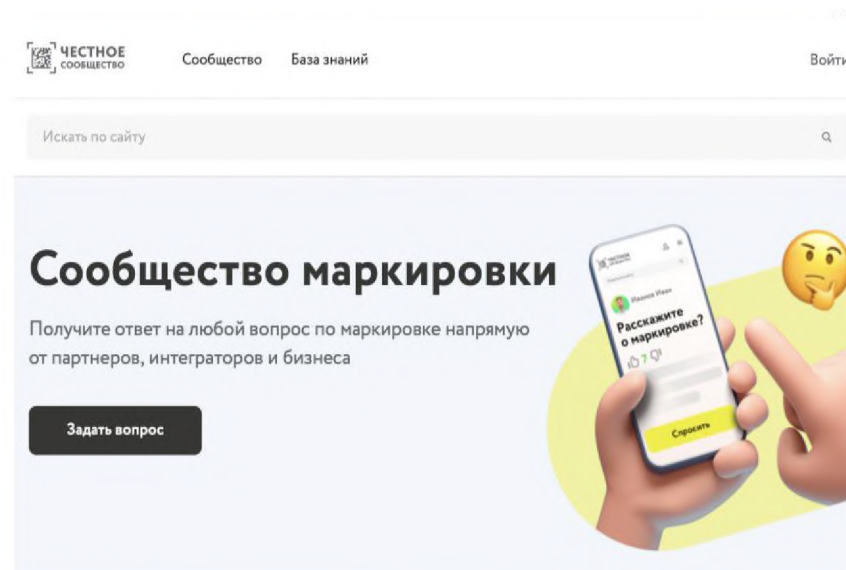 ЧЕСТНОЕ
СООБЩЕСТВО
Сообщество
База знаний
Войти
Искать по сайту
Сообщество маркировки
Получите ответ на любой вопрос по маркировке напрямую
от партнеров, интеграторов и бизнеса
Задать вопрос
ЧЕСТНОЕ
Иванов Иван
Расскажите
о маркировке?
7
Спросить